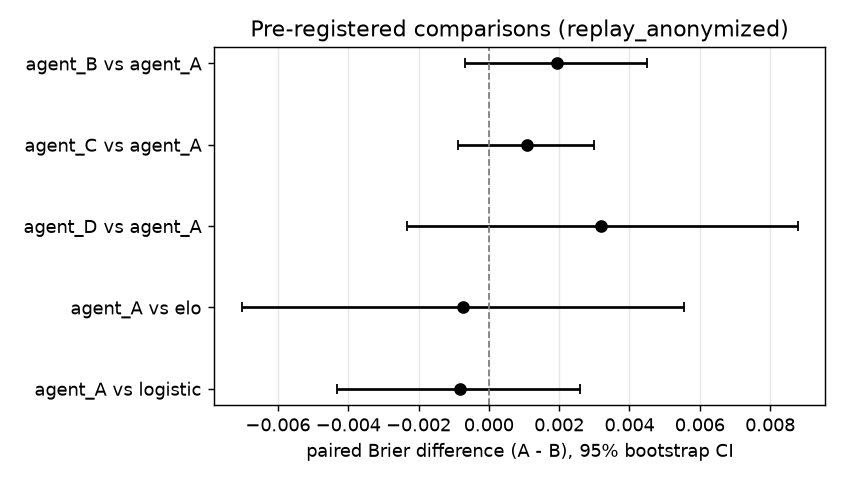 Pre-registered comparisons (replay_anonymized)
agent_B vs agent_A
agent_C vs agent_A
agent_D vs agent_A
agent_A vs elo
agent_A vs logistic
−0.006 −0.004 −0.002 0.000 0.002 0.004 0.006 0.008
paired Brier difference (A - B), 95% bootstrap CI